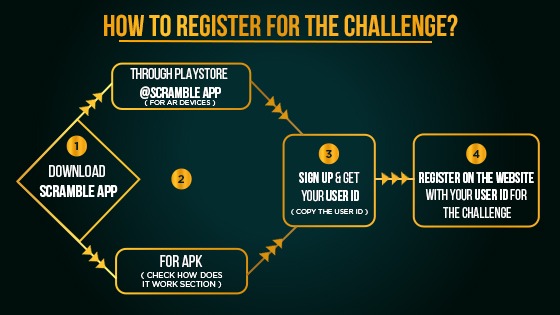 HOW TO REGISTER FOR THE CHALLENGE?
1
DOWNLOAD
SCRAMBLE APP
2
THROUGH PLAYSTORE
@SCRAMBLE APP
( FOR AR DEVICES )
FOR APK
( CHECK HOW DOES
IT WORK SECTION )
3
SIGN UP & GET
YOUR USER ID
( COPY THE USER ID )
4
REGISTER ON THE WEBSITE
WITH YOUR USER ID FOR
THE CHALLENGE